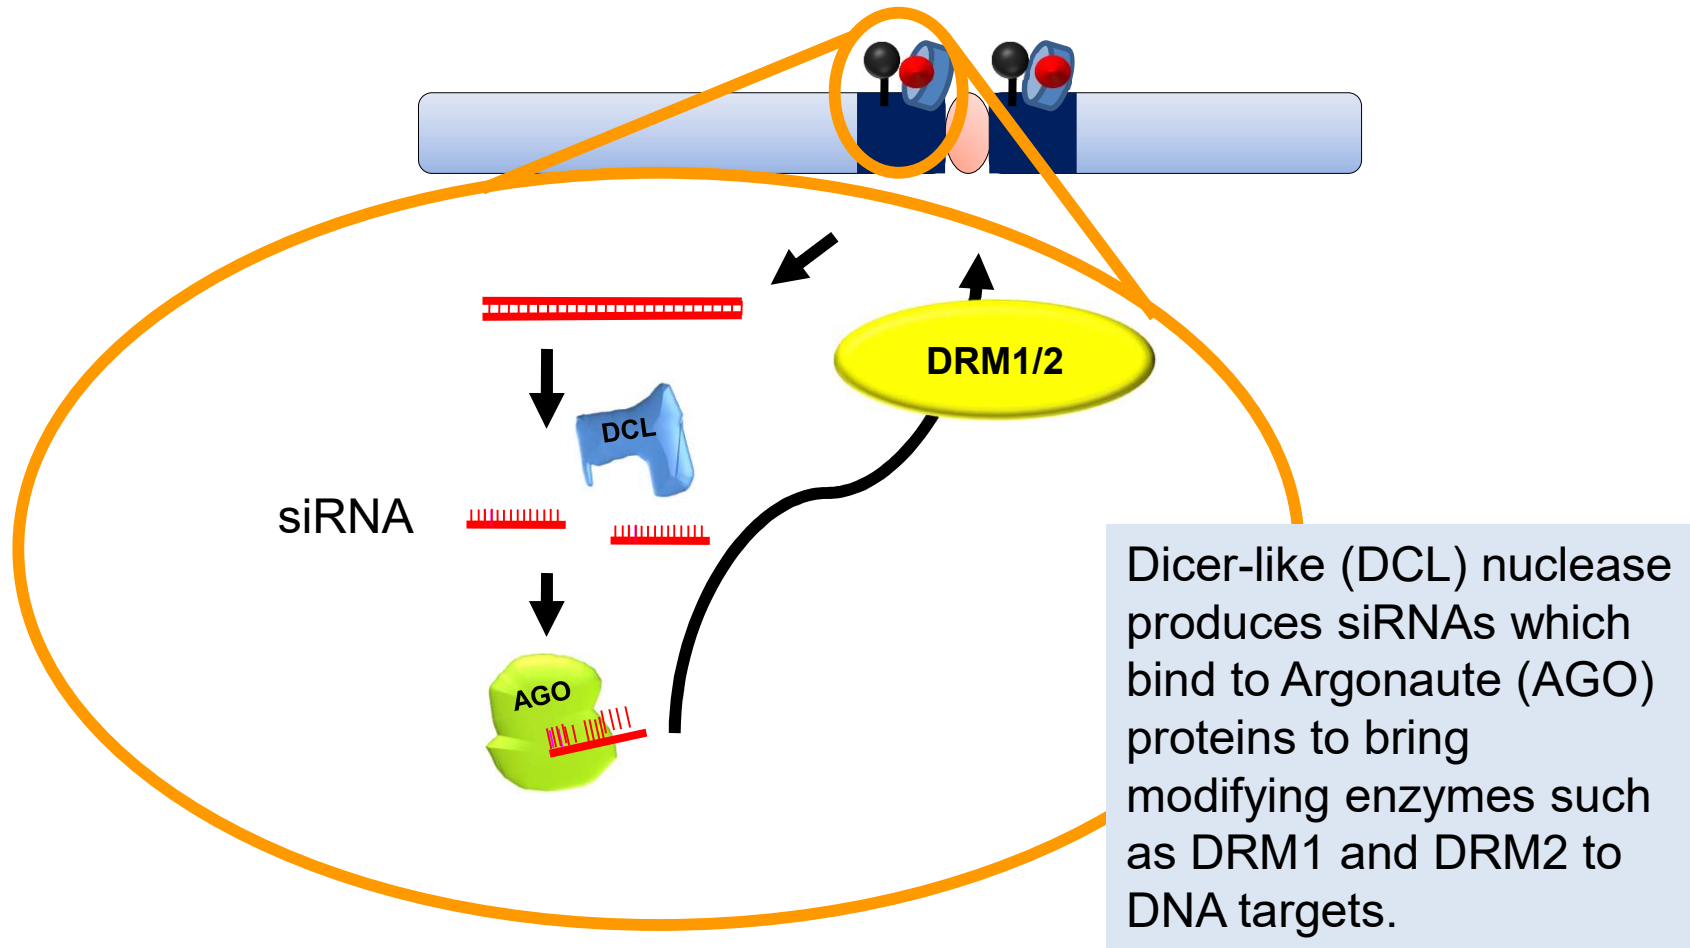 DRM1/2
DCL
siRNA
AGO
Dicer-like (DCL) nuclease
produces siRNAs which
bind to Argonaute (AGO)
proteins to bring
modifying enzymes such
as DRM1 and DRM2 to
DNA targets.